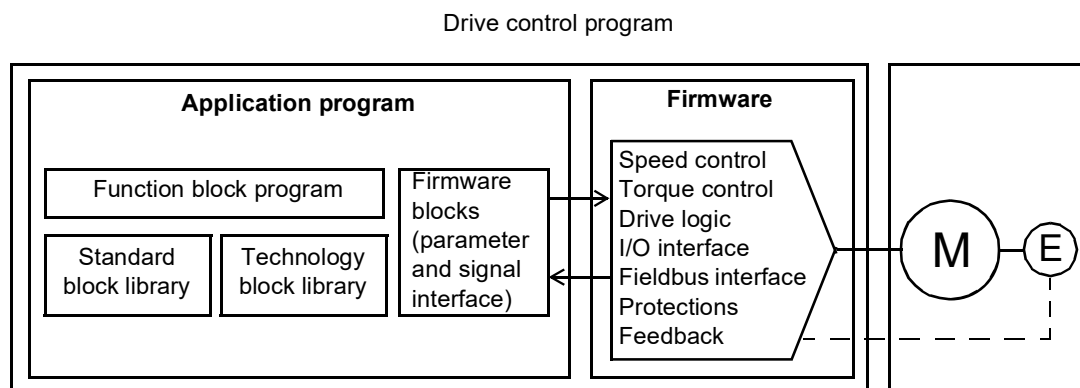 Drive control program
Application program
Firmware
Function block program
Standard
block library
Technology
block library
Firmware
blocks
(parameter
and signal
interface)
Speed control
Torque control
Drive logic
I/O interface
Fieldbus interface
Protections
Feedback
M
E